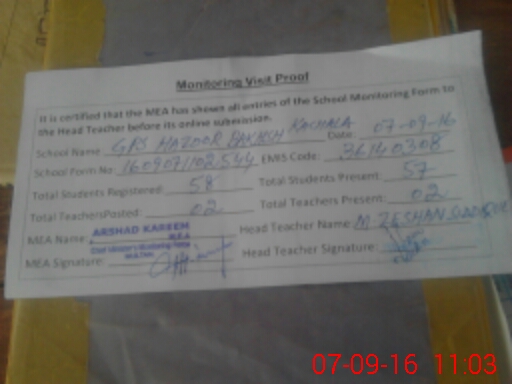 Monitoring Visit Proof
It is certified that the MEA has shown all entries of the School Monitoring Form to
the Head Teacher before its online submission.
School Name GPS HAZOOR BAKHSH KACHALA Date: 07-09-16
School Form No: 1609071102544 EMIS Code: 36140308
Total Students Registered: 58 Total Students Present: 57
Total TeachersPosted: 02 Total Teachers Present: 02
MEA Name: ARSHAD KAREEM M.E.A Head Teacher Name: M. ZESHAN
MEA Signature: Head Teacher Signature:
07-09-16 11:03